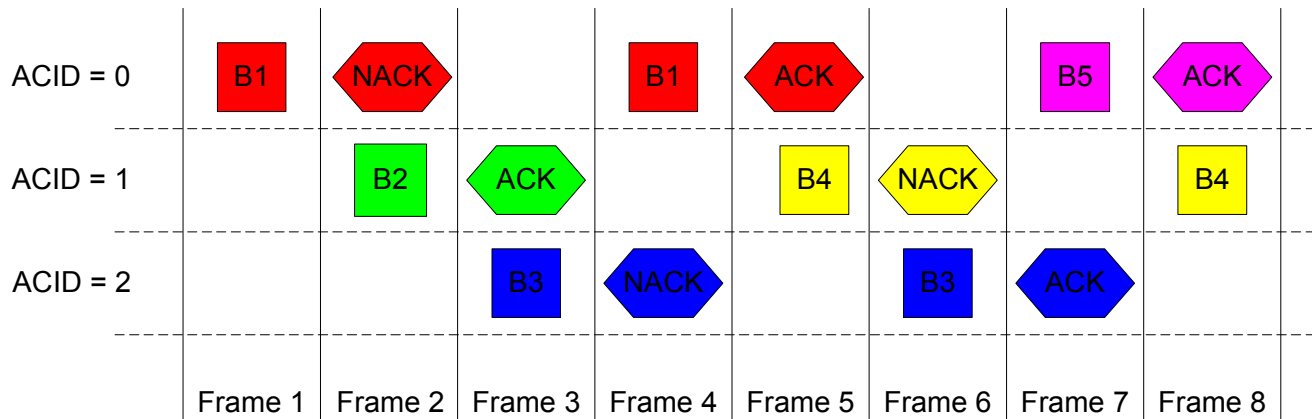 ACID = 0 B1 NACK B1 ACK B5 ACK
ACID = 1 B2 ACK B4 NACK B4
ACID = 2 B3 NACK B3 ACK
Frame 1 Frame 2 Frame 3 Frame 4 Frame 5 Frame 6 Frame 7 Frame 8